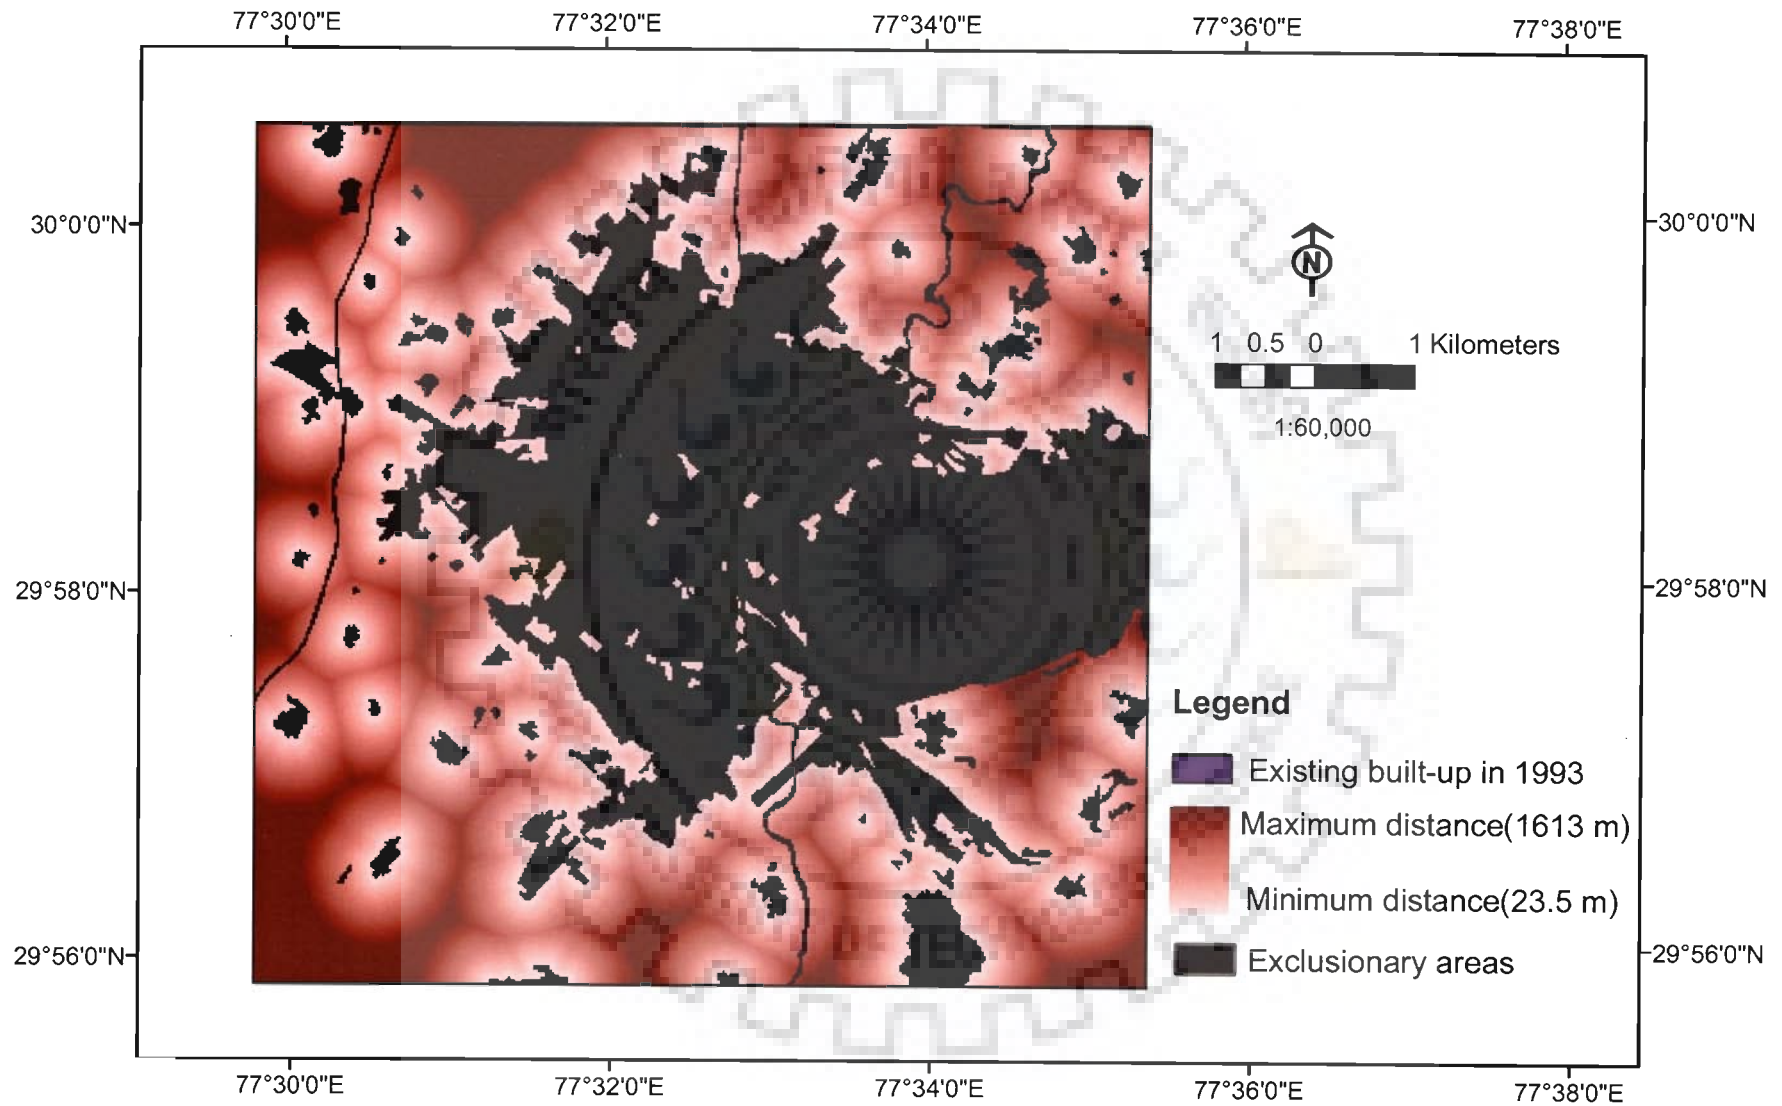 77°30'0"E 77°32'0"E 77°34'0"E 77°36'0"E 77°38'0"E
30°0'0"N 30°0'0"N
N
1 0.5 0 1 Kilometers
1:60,000
29°58'0"N 29°58'0"N
Legend
Existing built-up in 1993
Maximum distance(1613 m)
Minimum distance(23.5 m)
29°56'0"N 29°56'0"N
Exclusionary areas
77°30'0"E 77°32'0"E 77°34'0"E 77°36'0"E 77°38'0"E